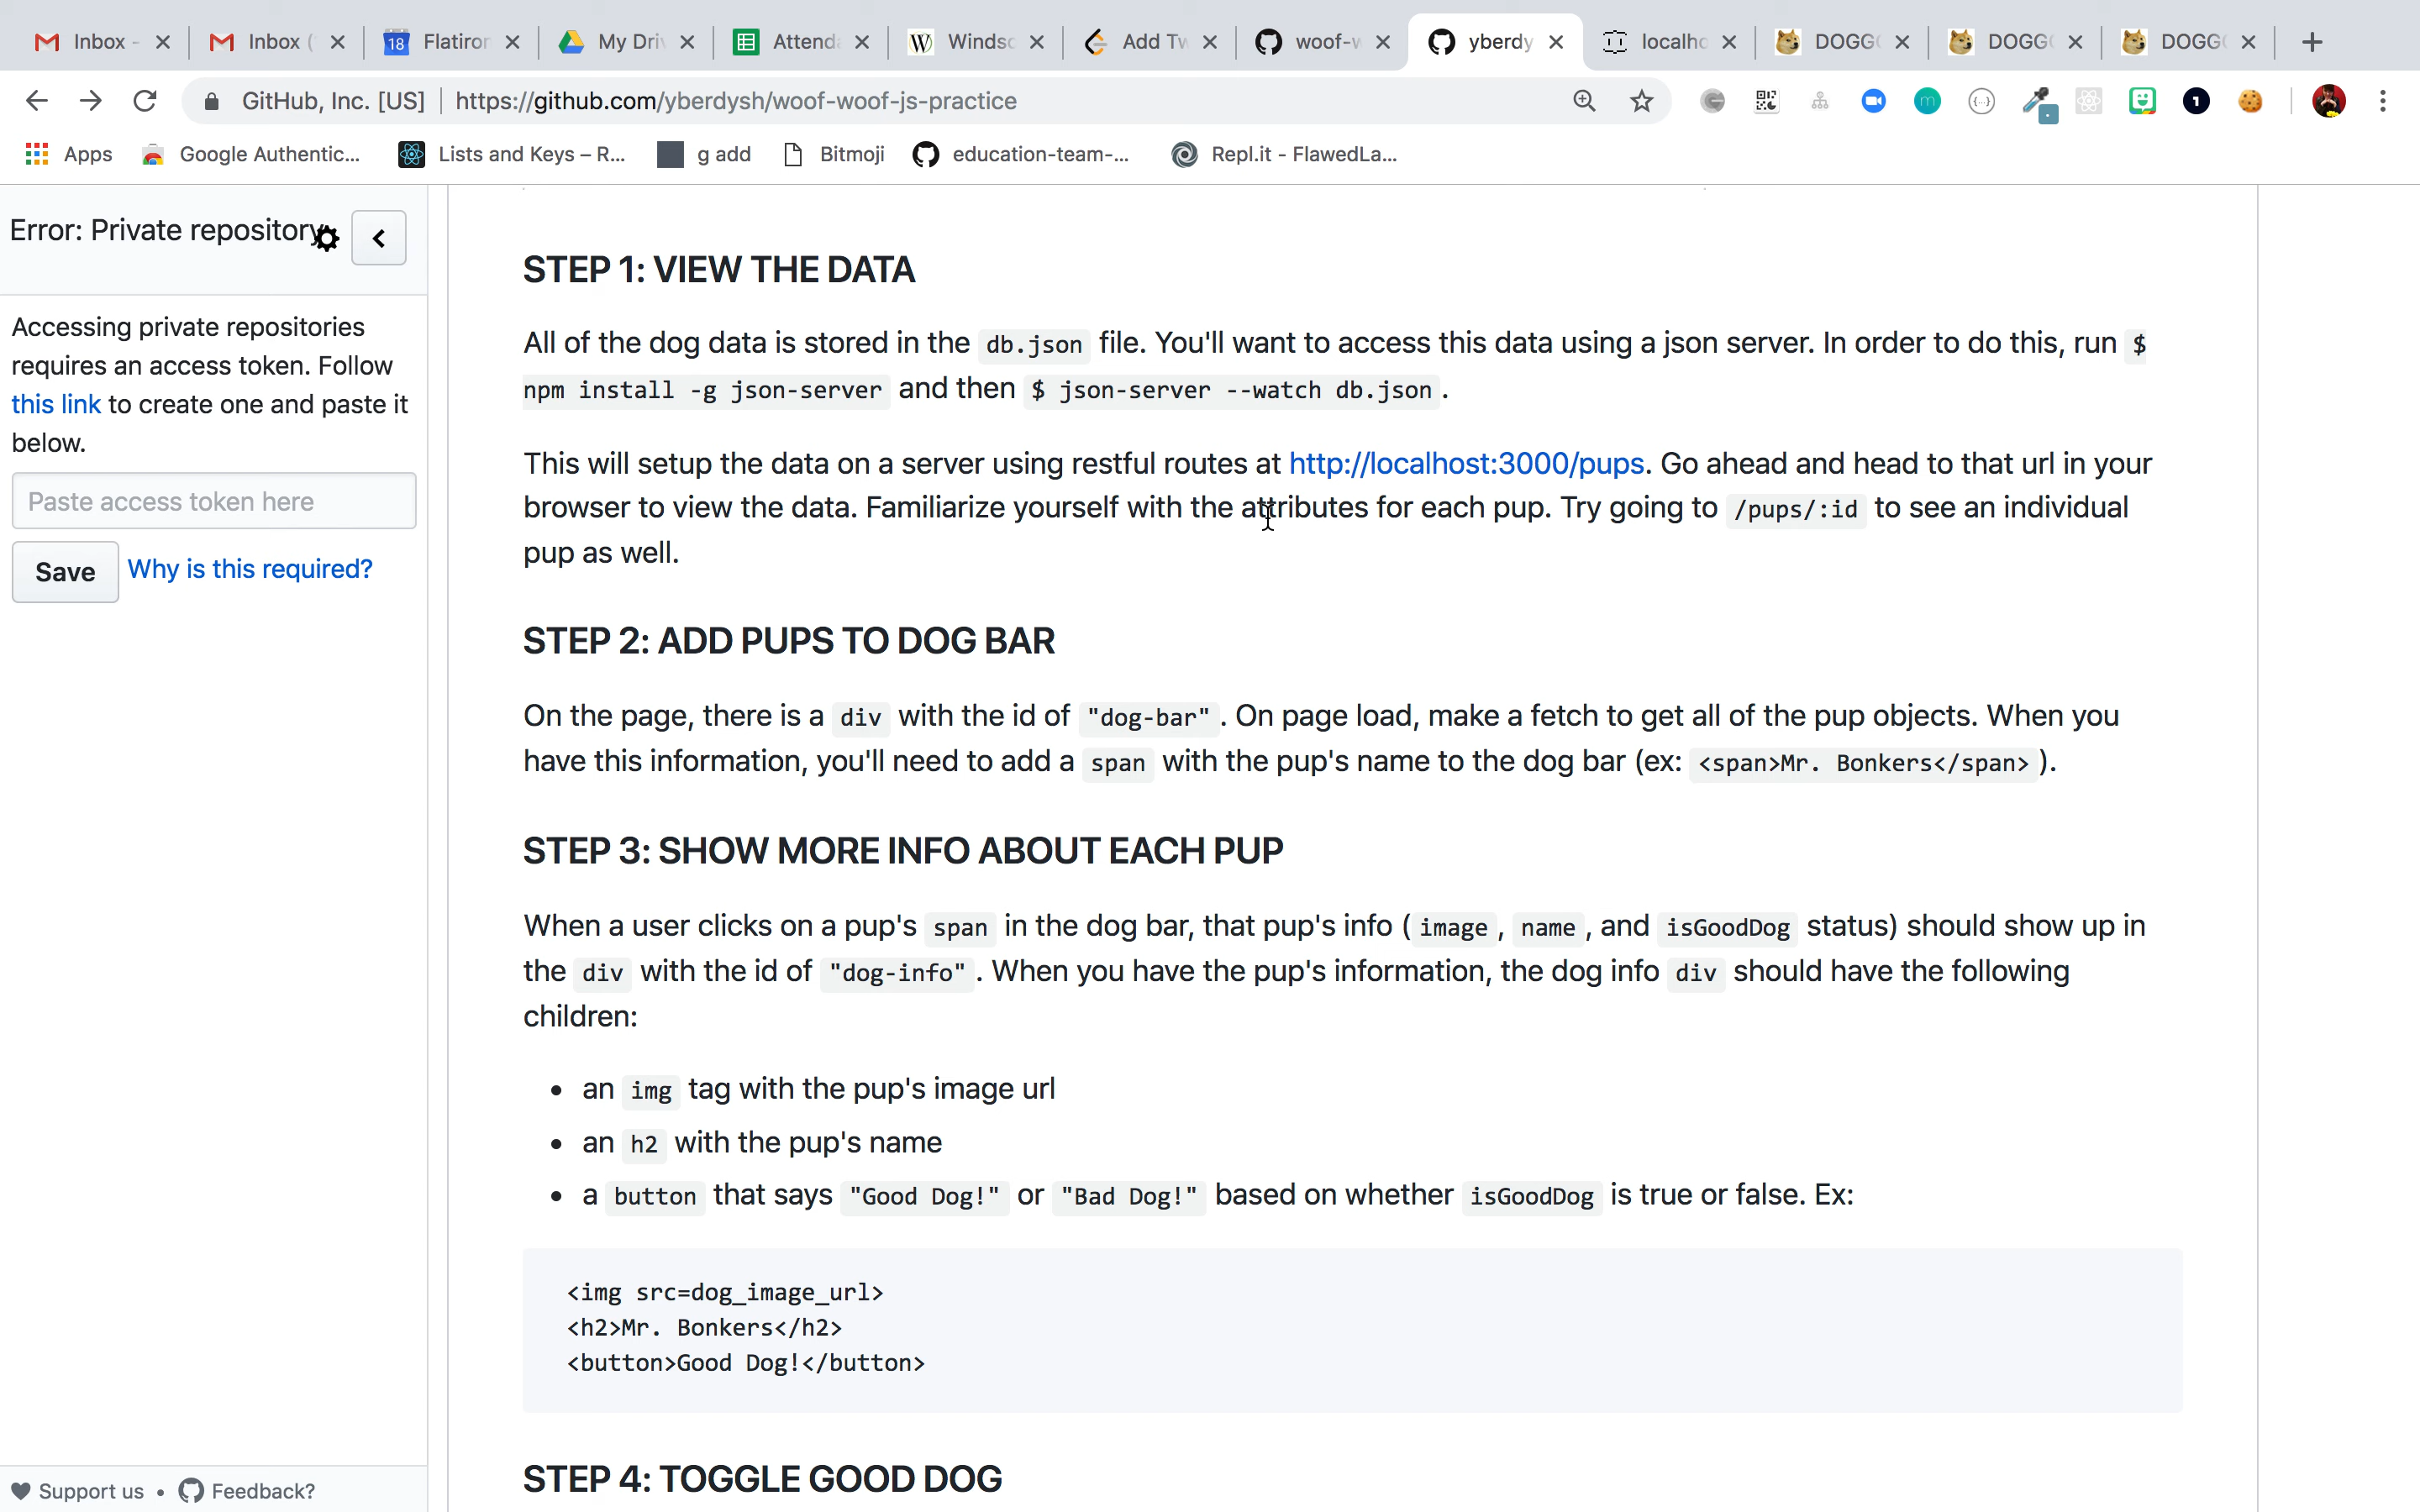 Inbox -
Inbox (
18 Flatiron
My Dri
Attend
W Windsc
Add Tw
woof-w
yberdy
localho
DOGG
DOGG
DOGG
GitHub, Inc. [US] https://github.com/yberdysh/woof-woof-js-practice
Apps
Google Authentic...
Lists and Keys – R...
g add
Bitmoji
education-team-...
Repl.it - FlawedLa...
Error: Private repository
Accessing private repositories
requires an access token. Follow
this link to create one and paste it
below.
Paste access token here
Save Why is this required?
Support us • Feedback?
STEP 1: VIEW THE DATA
All of the dog data is stored in the db.json file. You'll want to access this data using a json server. In order to do this, run $
npm install -g json-server and then $ json-server --watch db.json.
This will setup the data on a server using restful routes at http://localhost:3000/pups. Go ahead and head to that url in your
browser to view the data. Familiarize yourself with the attributes for each pup. Try going to /pups/:id to see an individual
pup as well.
STEP 2: ADD PUPS TO DOG BAR
On the page, there is a div with the id of "dog-bar". On page load, make a fetch to get all of the pup objects. When you
have this information, you'll need to add a span with the pup's name to the dog bar (ex: <span>Mr. Bonkers</span>).
STEP 3: SHOW MORE INFO ABOUT EACH PUP
When a user clicks on a pup's span in the dog bar, that pup's info (image, name, and isGoodDog status) should show up in
the div with the id of "dog-info". When you have the pup's information, the dog info div should have the following
children:
• an img tag with the pup's image url
• an h2 with the pup's name
• a button that says "Good Dog!" or "Bad Dog!" based on whether isGoodDog is true or false. Ex:
<img src=dog_image_url>
<h2>Mr. Bonkers</h2>
<button>Good Dog!</button>
STEP 4: TOGGLE GOOD DOG